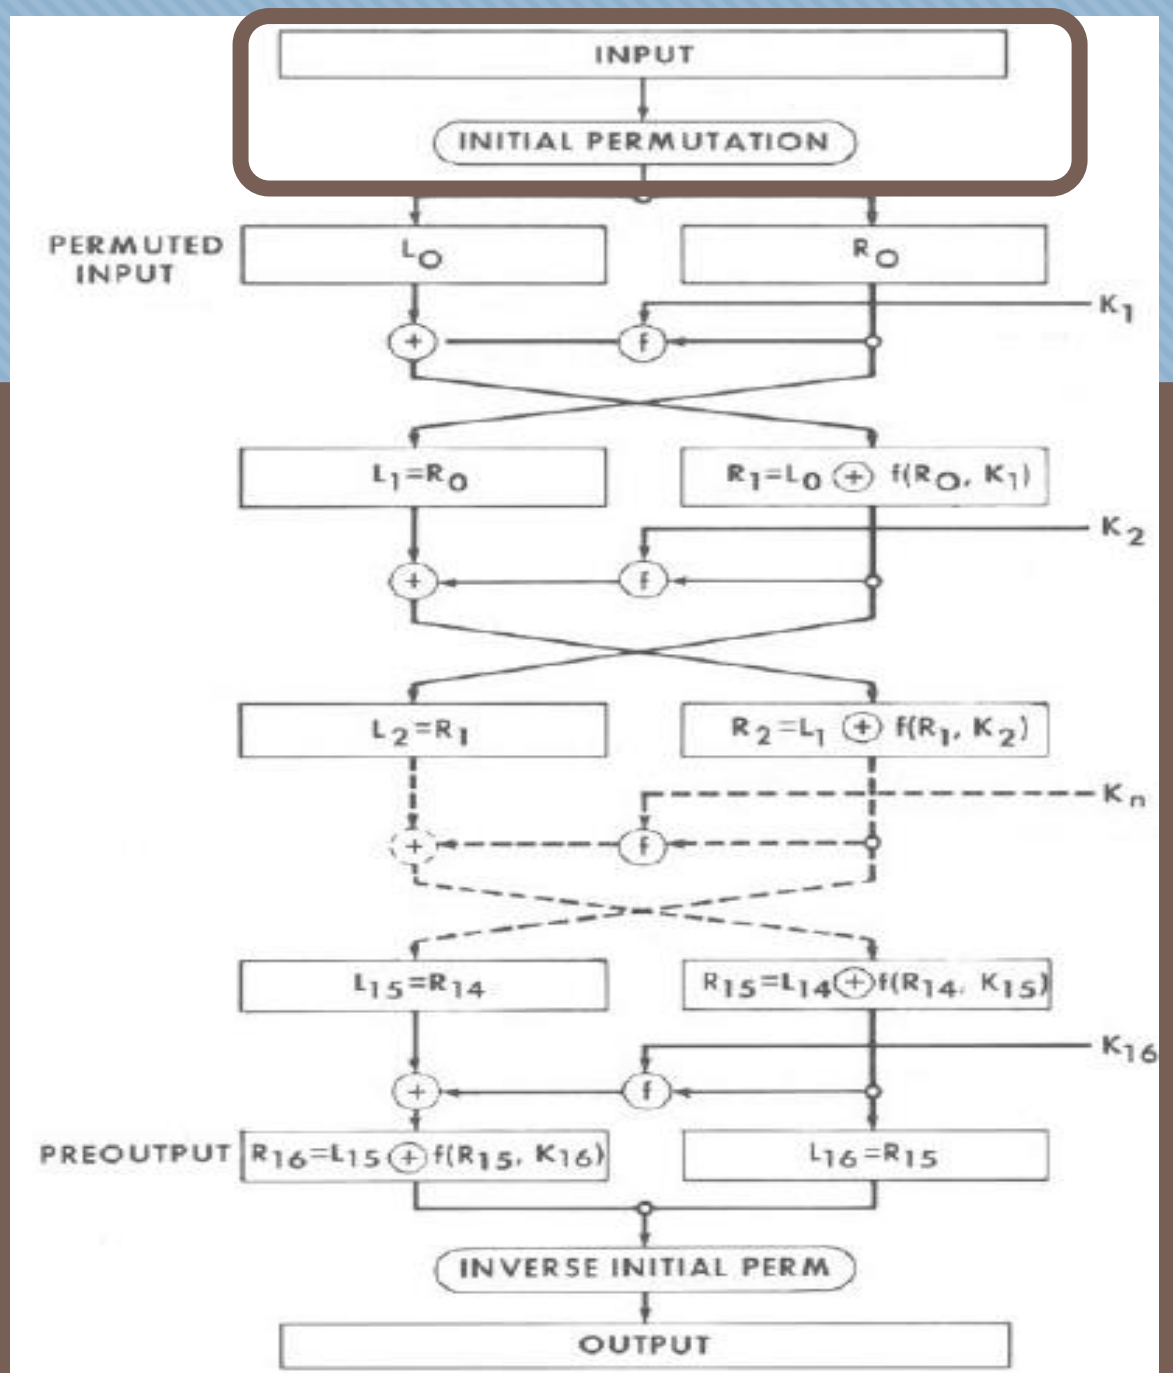 INPUT
INITIAL PERMUTATION
PERMUTED
INPUT
L₀
R₀
K₁
+
f
L₁=R₀
R₁=L₀ ⊕ f(R₀, K₁)
K₂
+
f
L₂=R₁
R₂=L₁ ⊕ f(R₁, K₂)
Kₙ
+
f
L₁₅=R₁₄
R₁₅=L₁₄⊕f(R₁₄, K₁₅)
K₁₆
+
f
PREOUTPUT
R₁₆=L₁₅⊕f(R₁₅, K₁₆)
L₁₆=R₁₅
INVERSE INITIAL PERM
OUTPUT